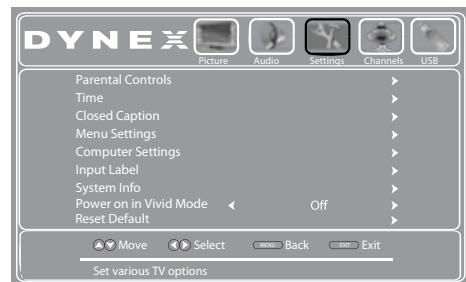 DYNEX
Picture Audio Settings Channels USB
Parental Controls
Time
Closed Caption
Menu Settings
Computer Settings
Input Label
System Info
Power on in Vivid Mode Off
Reset Default
Move Select MENU Back EXIT Exit
Set various TV options